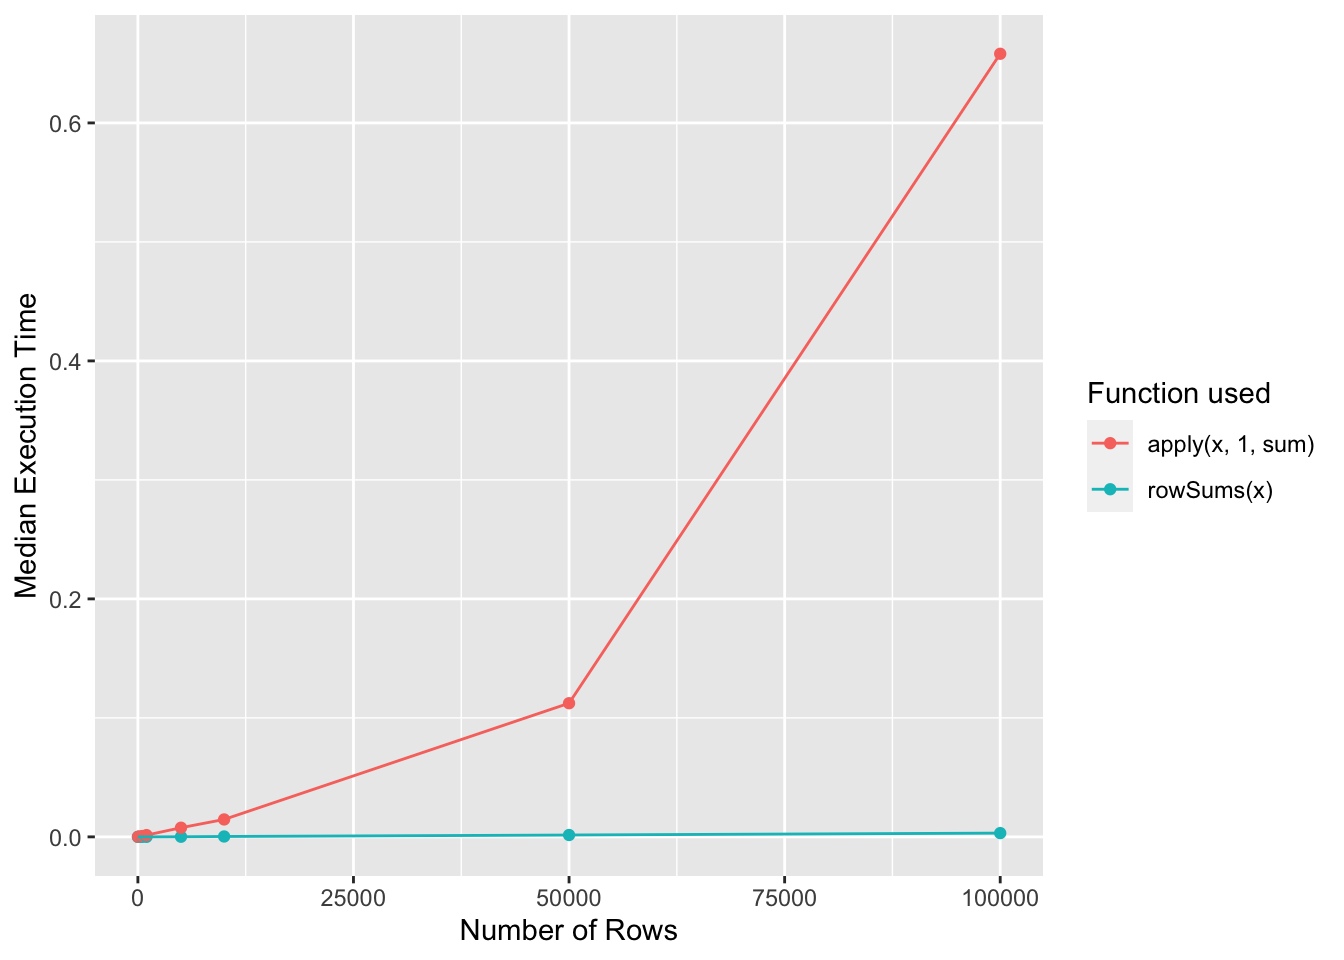 0.6
0.4
0.2
0.0
Median Execution Time
0 25000 50000 75000 100000
Number of Rows
Function used
apply(x, 1, sum)
rowSums(x)